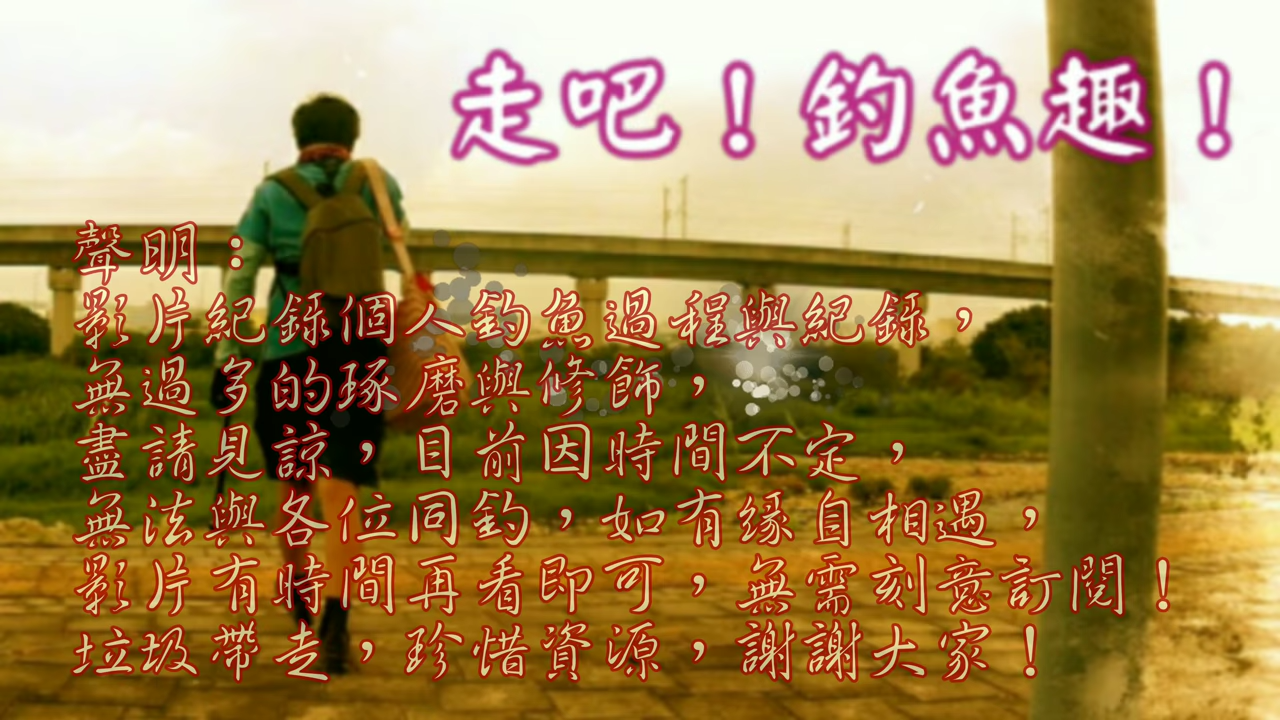 走吧！釣魚趣！
聲明：
影片紀錄個人釣魚過程與紀錄，
無過多的琢磨與修飾，
盡請見諒，目前因時間不定，
無法與各位同釣，如有緣自相遇，
影片有時間再看即可，無需刻意訂閱！
垃圾帶走，珍惜資源，謝謝大家！